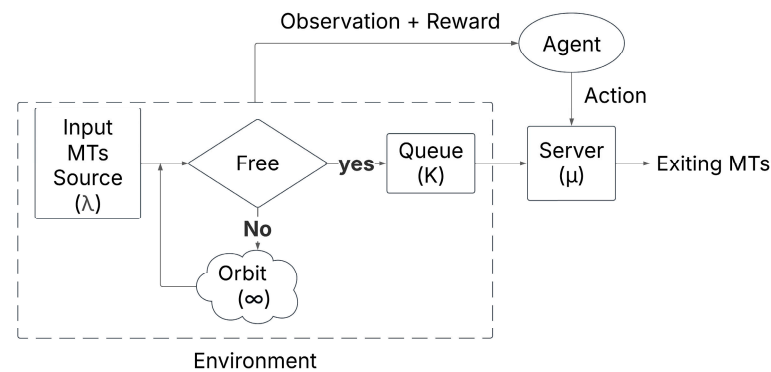 Observation + Reward
Agent
Action
Input
MTs
Source
(λ)
Free
yes
Queue
(K)
Server
(μ)
Exiting MTs
No
Orbit
(∞)
Environment